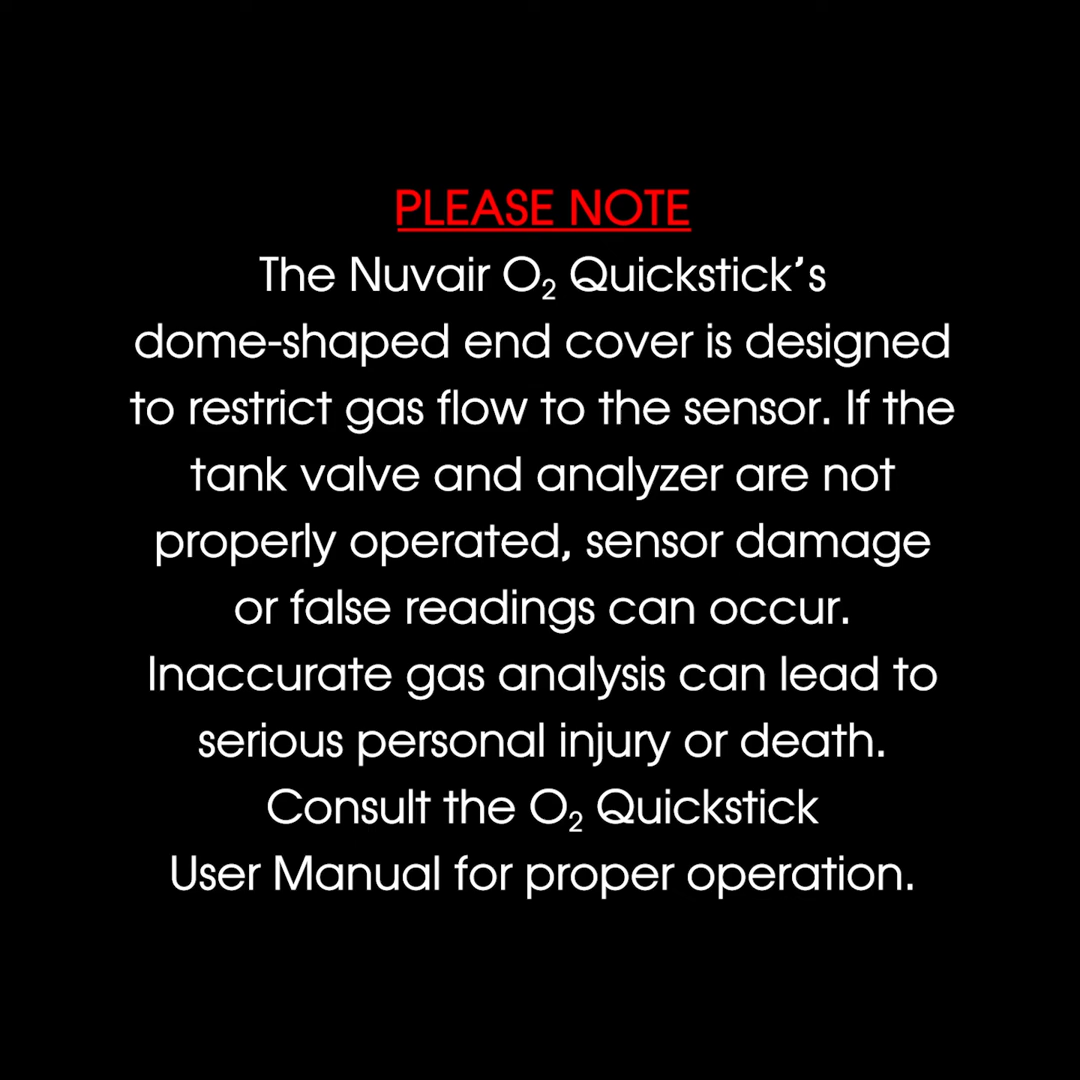 PLEASE NOTE
The Nuvair O₂ Quickstick’s
dome-shaped end cover is designed
to restrict gas flow to the sensor. If the
tank valve and analyzer are not
properly operated, sensor damage
or false readings can occur.
Inaccurate gas analysis can lead to
serious personal injury or death.
Consult the O₂ Quickstick
User Manual for proper operation.